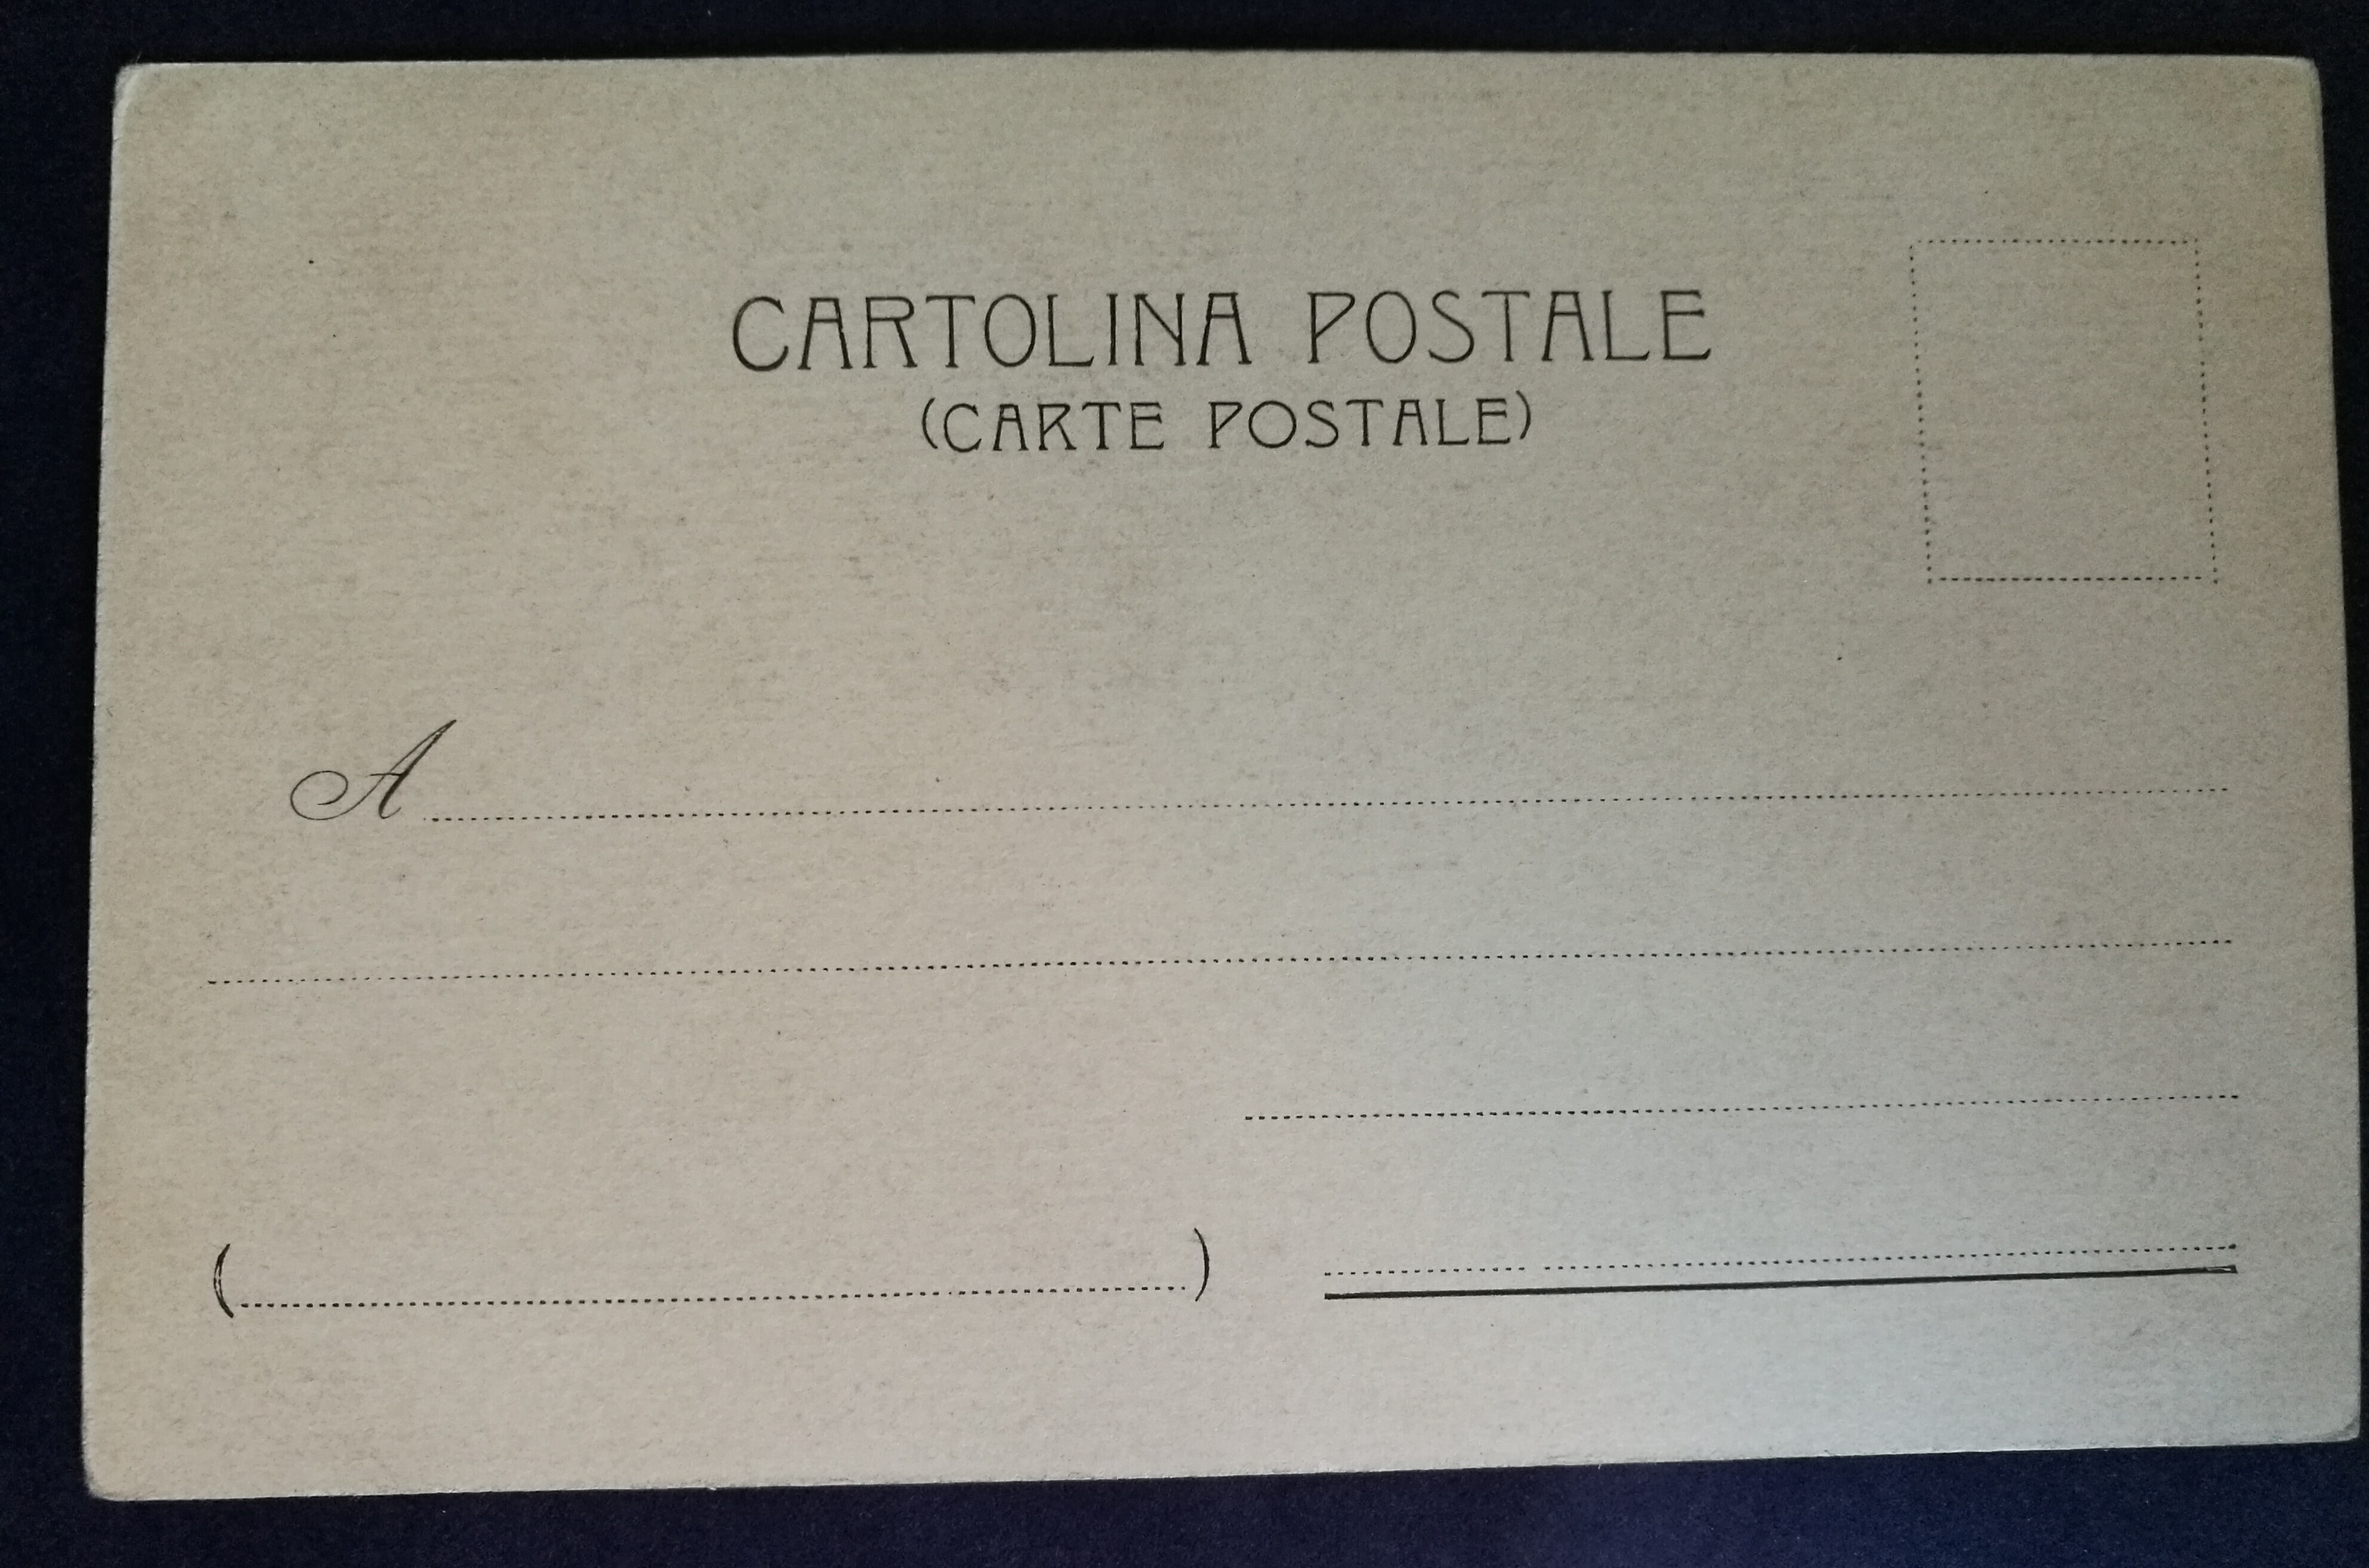 CARTOLINA POSTALE
(CARTE POSTALE)
A
( )